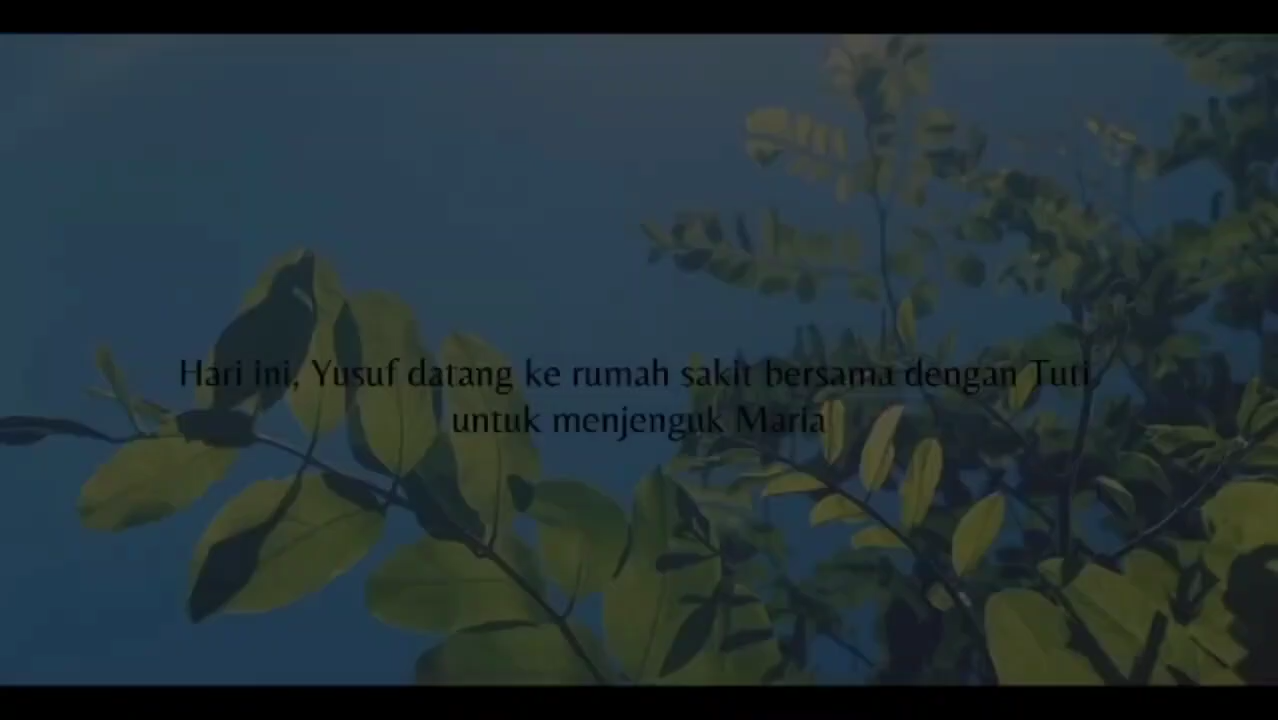 Hari ini, Yusuf datang ke rumah sakit bersama dengan Tuti,
untuk menjenguk Maria